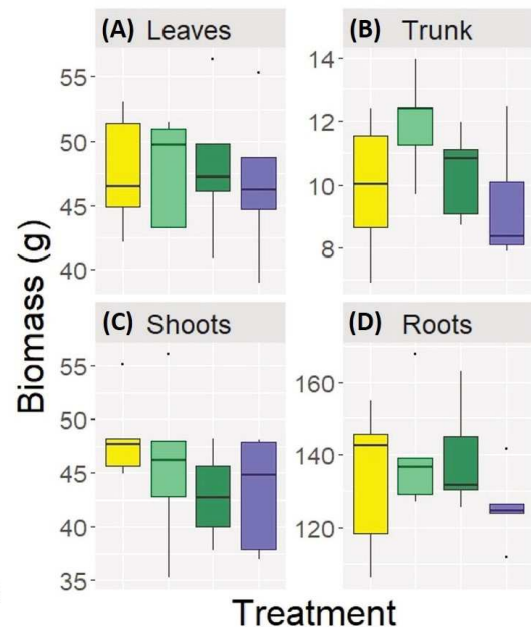 (A) Leaves
55
50
45
40
(B) Trunk
14
12
10
8
Biomass (g)
(C) Shoots
55
50
45
40
35
(D) Roots
160
140
120
Treatment